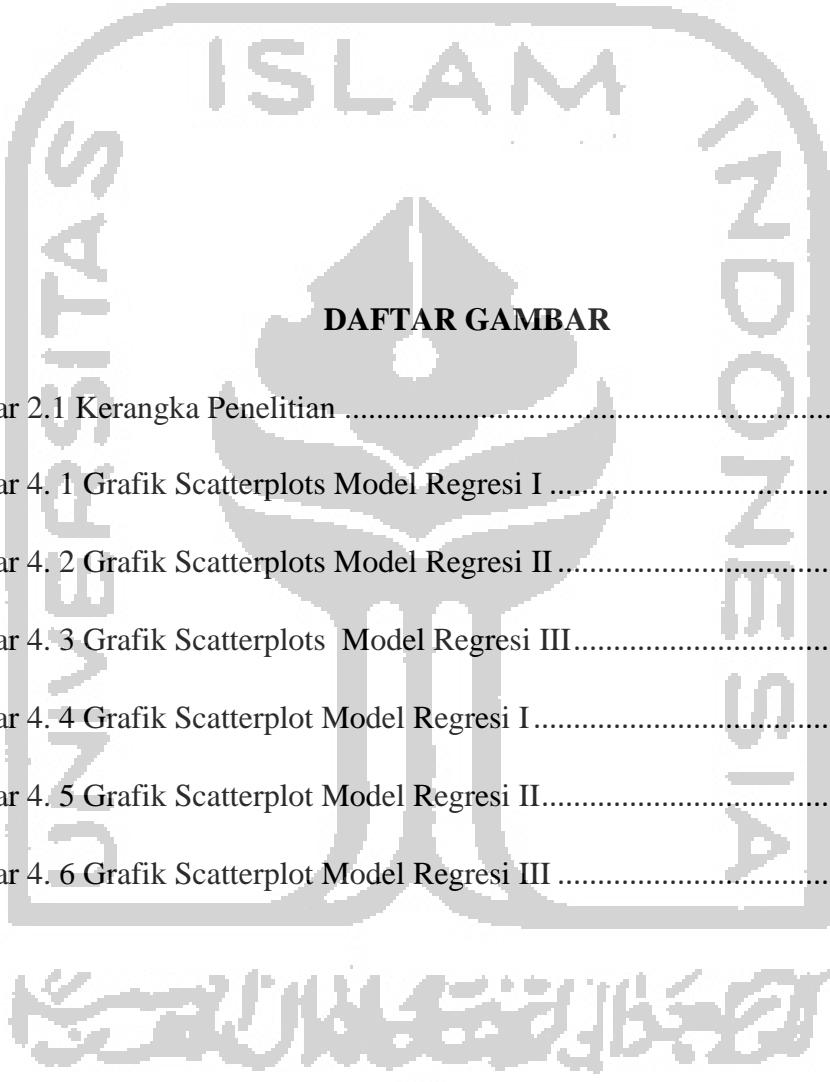 ISLAM
UNIVERSITAS
INDONESIA
DAFTAR GAMBAR
ar 2.1 Kerangka Penelitian ................................................................
ar 4. 1 Grafik Scatterplots Model Regresi I ...................................
ar 4. 2 Grafik Scatterplots Model Regresi II ..................................
ar 4. 3 Grafik Scatterplots  Model Regresi III................................
ar 4. 4 Grafik Scatterplot Model Regresi I .....................................
ar 4. 5 Grafik Scatterplot Model Regresi II....................................
ar 4. 6 Grafik Scatterplot Model Regresi III ..................................